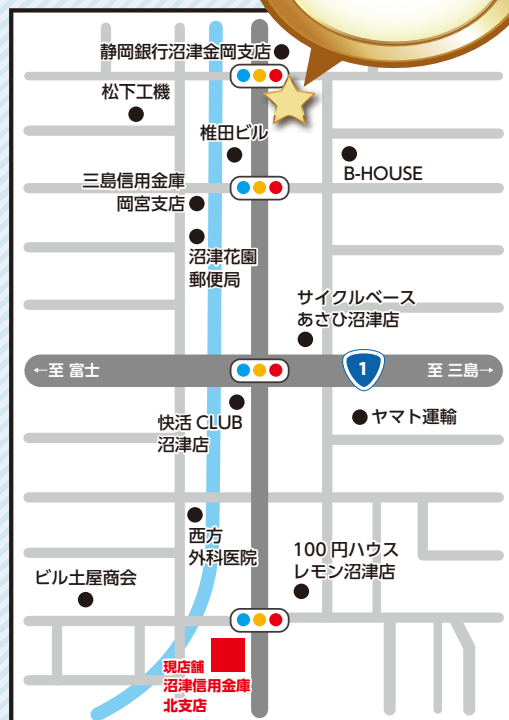 静岡銀行沼津金岡支店
松下工機
椎田ビル
B-HOUSE
三島信用金庫
岡宮支店
沼津花園
郵便局
サイクルベース
あさひ沼津店
←至 富士
1
至 三島→
快活 CLUB
沼津店
ヤマト運輸
西方
外科医院
100 円ハウス
レモン沼津店
ビル土屋商会
現店舗
沼津信用金庫
北支店